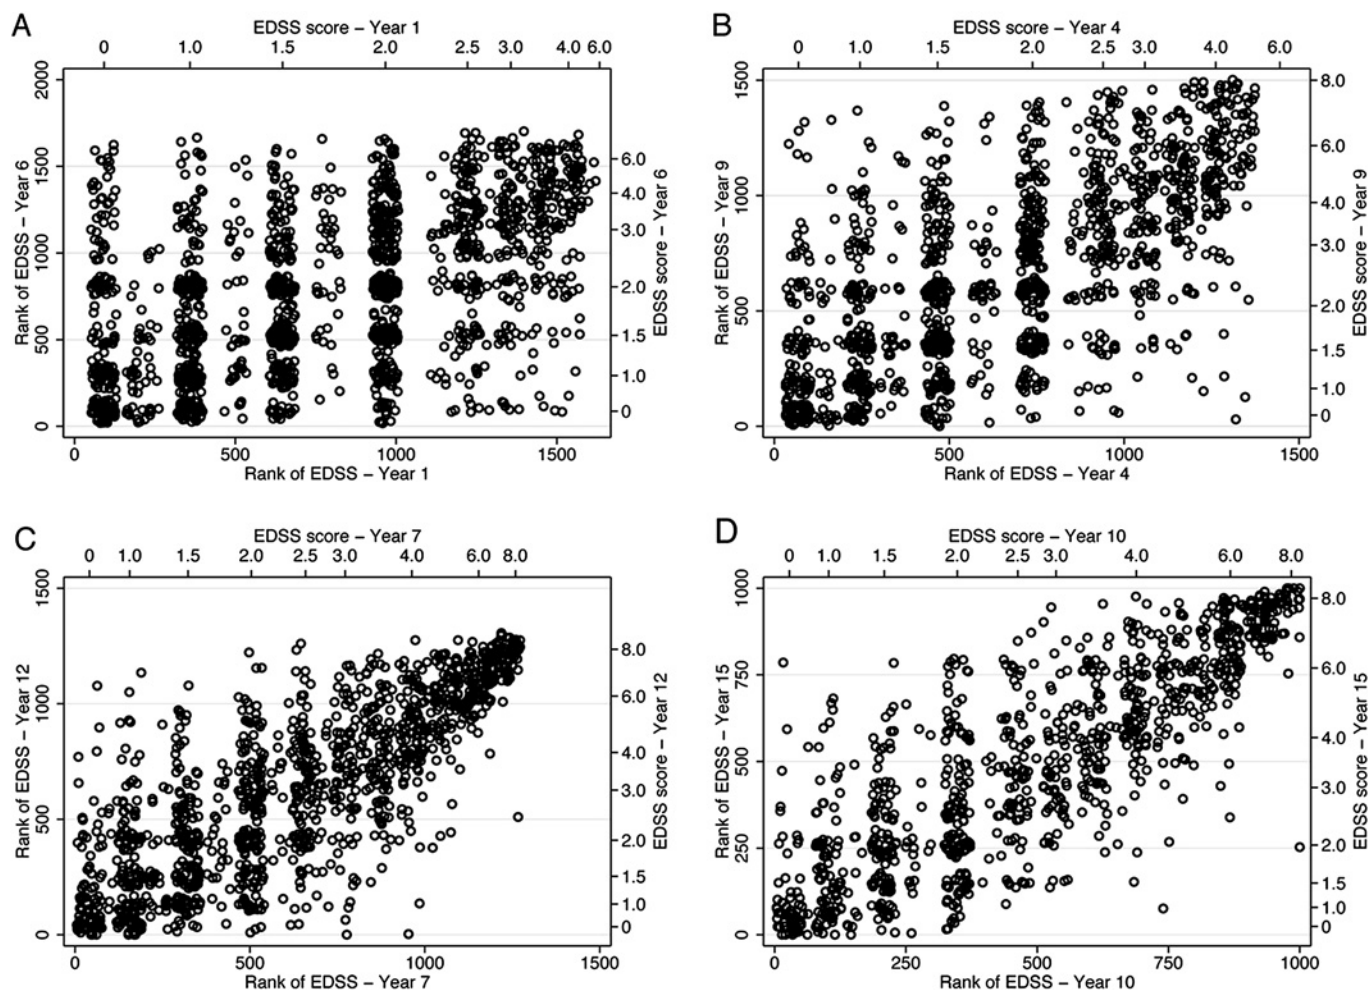 A
EDSS score – Year 1
0 1.0 1.5 2.0 2.5 3.0 4.0 6.0
Rank of EDSS – Year 6
2000
1500
1000
500
0
6.0
4.0
3.0
2.0
1.5
1.0
0
EDSS score – Year 6
0 500 1000 1500
Rank of EDSS – Year 1
B
EDSS score – Year 4
0 1.0 1.5 2.0 2.5 3.0 4.0 6.0
Rank of EDSS – Year 9
1500
1000
500
0
8.0
6.0
4.0
3.0
2.0
1.5
1.0
0
EDSS score – Year 9
0 500 1000 1500
Rank of EDSS – Year 4
C
EDSS score – Year 7
0 1.0 1.5 2.0 2.5 3.0 4.0 6.0 8.0
Rank of EDSS – Year 12
1500
1000
500
0
8.0
6.0
4.0
3.0
2.0
1.5
1.0
0
EDSS score – Year 12
0 500 1000 1500
Rank of EDSS – Year 7
D
EDSS score – Year 10
0 1.0 1.5 2.0 2.5 3.0 4.0 6.0 8.0
Rank of EDSS – Year 15
1000
750
500
250
0
8.0
6.0
4.0
3.0
2.0
1.5
1.0
0
EDSS score – Year 15
0 250 500 750 1000
Rank of EDSS – Year 10